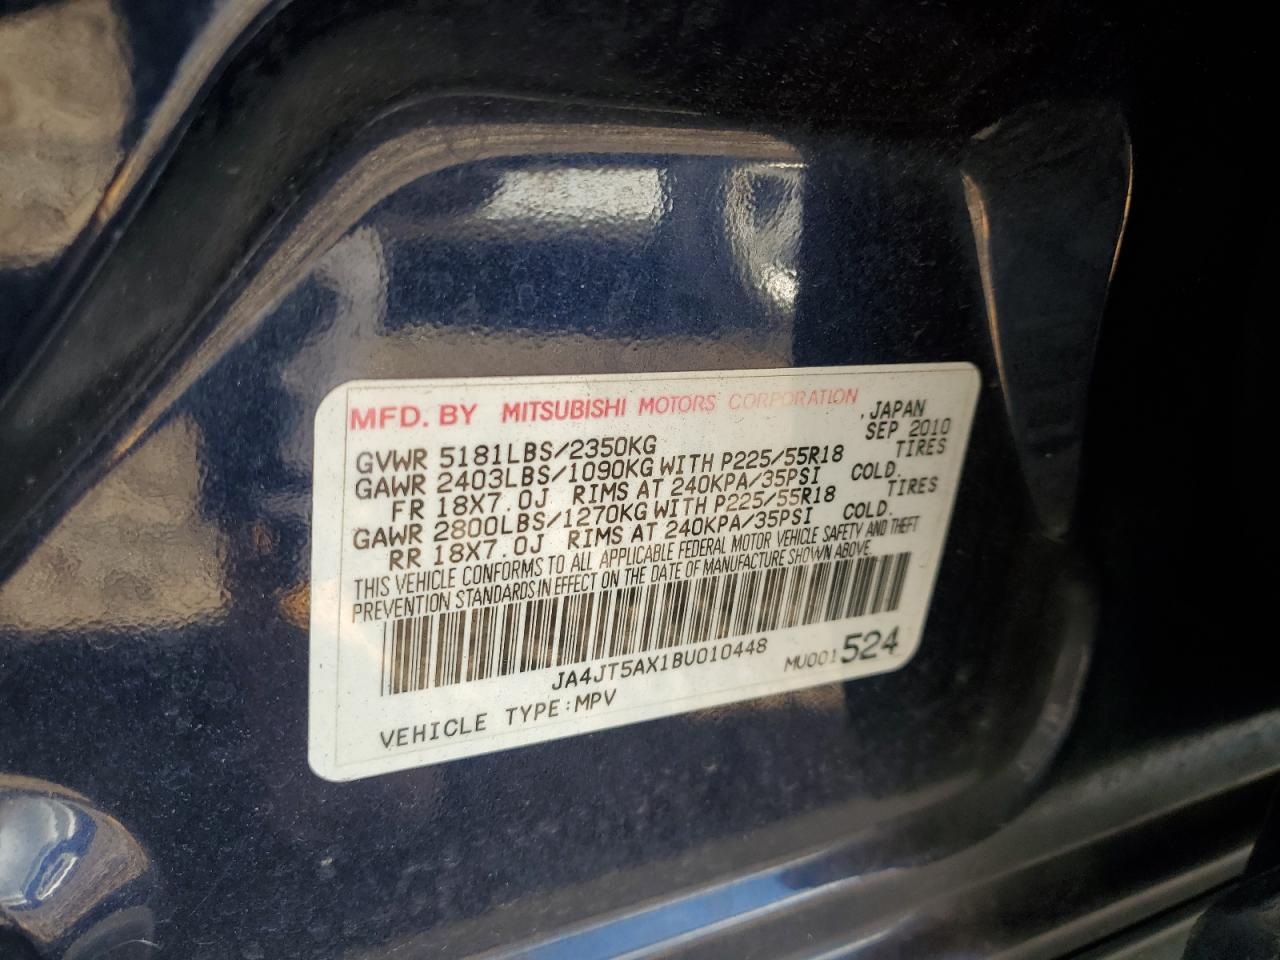 MFD. BY MITSUBISHI MOTORS CORPORATION , JAPAN
GVWR 5181LBS/2350KG SEP 2010
GAWR 2403LBS/1090KG WITH P225/55R18 TIRES
FR 18X7.0J RIMS AT 240KPA/35PSI COLD.
GAWR 2800LBS/1270KG WITH P225/55R18 TIRES
RR 18X7.0J RIMS AT 240KPA/35PSI COLD.
THIS VEHICLE CONFORMS TO ALL APPLICABLE FEDERAL MOTOR VEHICLE SAFETY AND THEFT
PREVENTION STANDARDS IN EFFECT ON THE DATE OF MANUFACTURE SHOWN ABOVE.
JA4JT5AX1BU010448 MU001524
VEHICLE TYPE:MPV